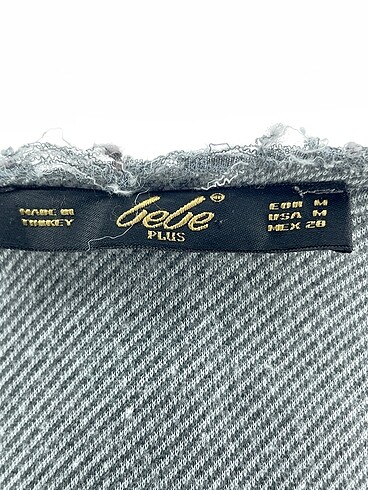 MADE IN
TURKEY
bebe
PLUS
EUR M
USA M
MEX 28